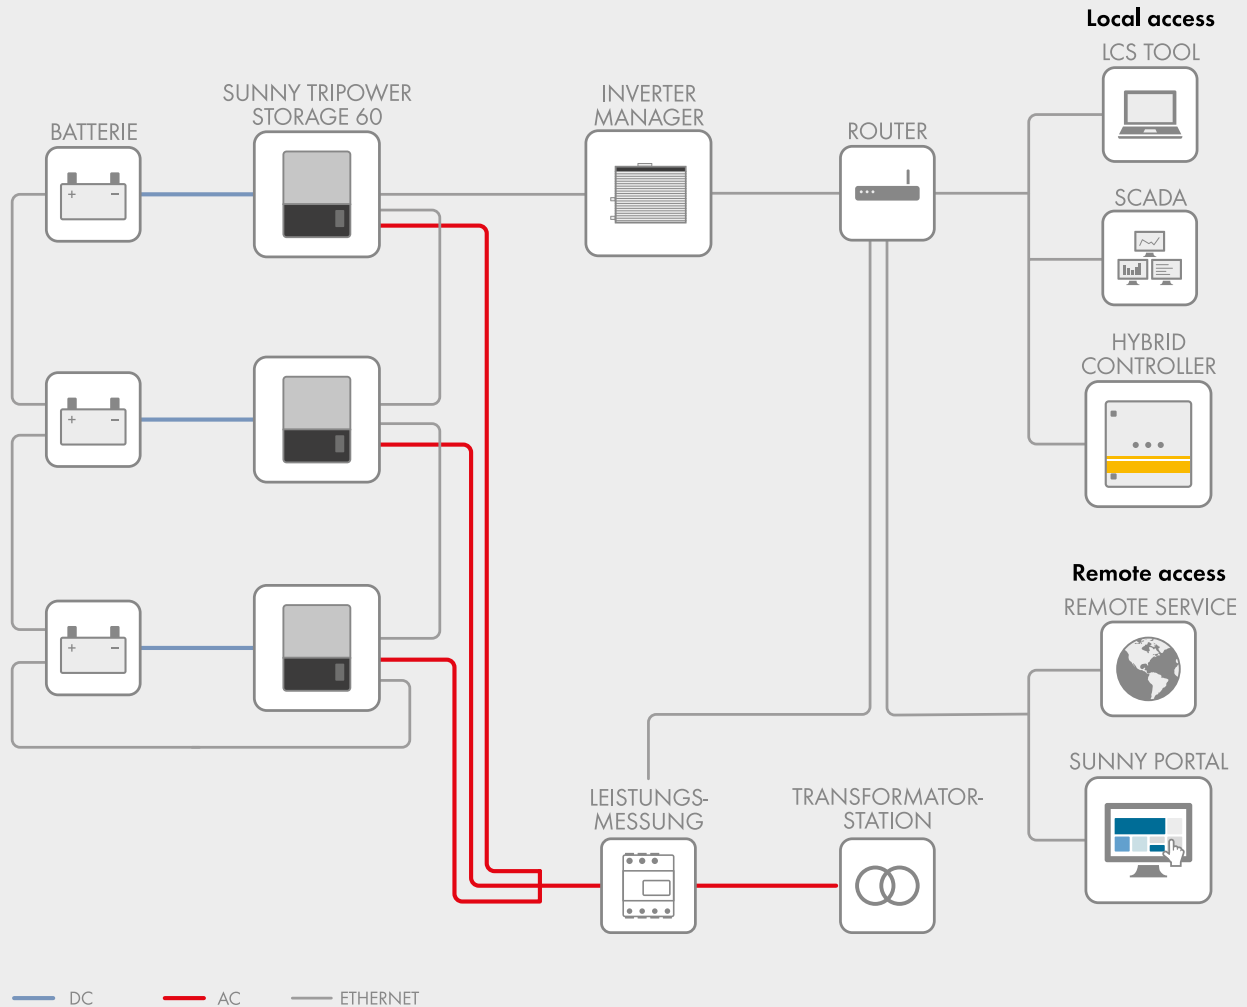 Local access
LCS TOOL
SUNNY TRIPOWER
STORAGE 60
INVERTER
MANAGER
BATTERIE
ROUTER
SCADA
HYBRID
CONTROLLER
Remote access
REMOTE SERVICE
SUNNY PORTAL
LEISTUNGS-
MESSUNG
TRANSFORMATOR-
STATION
DC
AC
ETHERNET